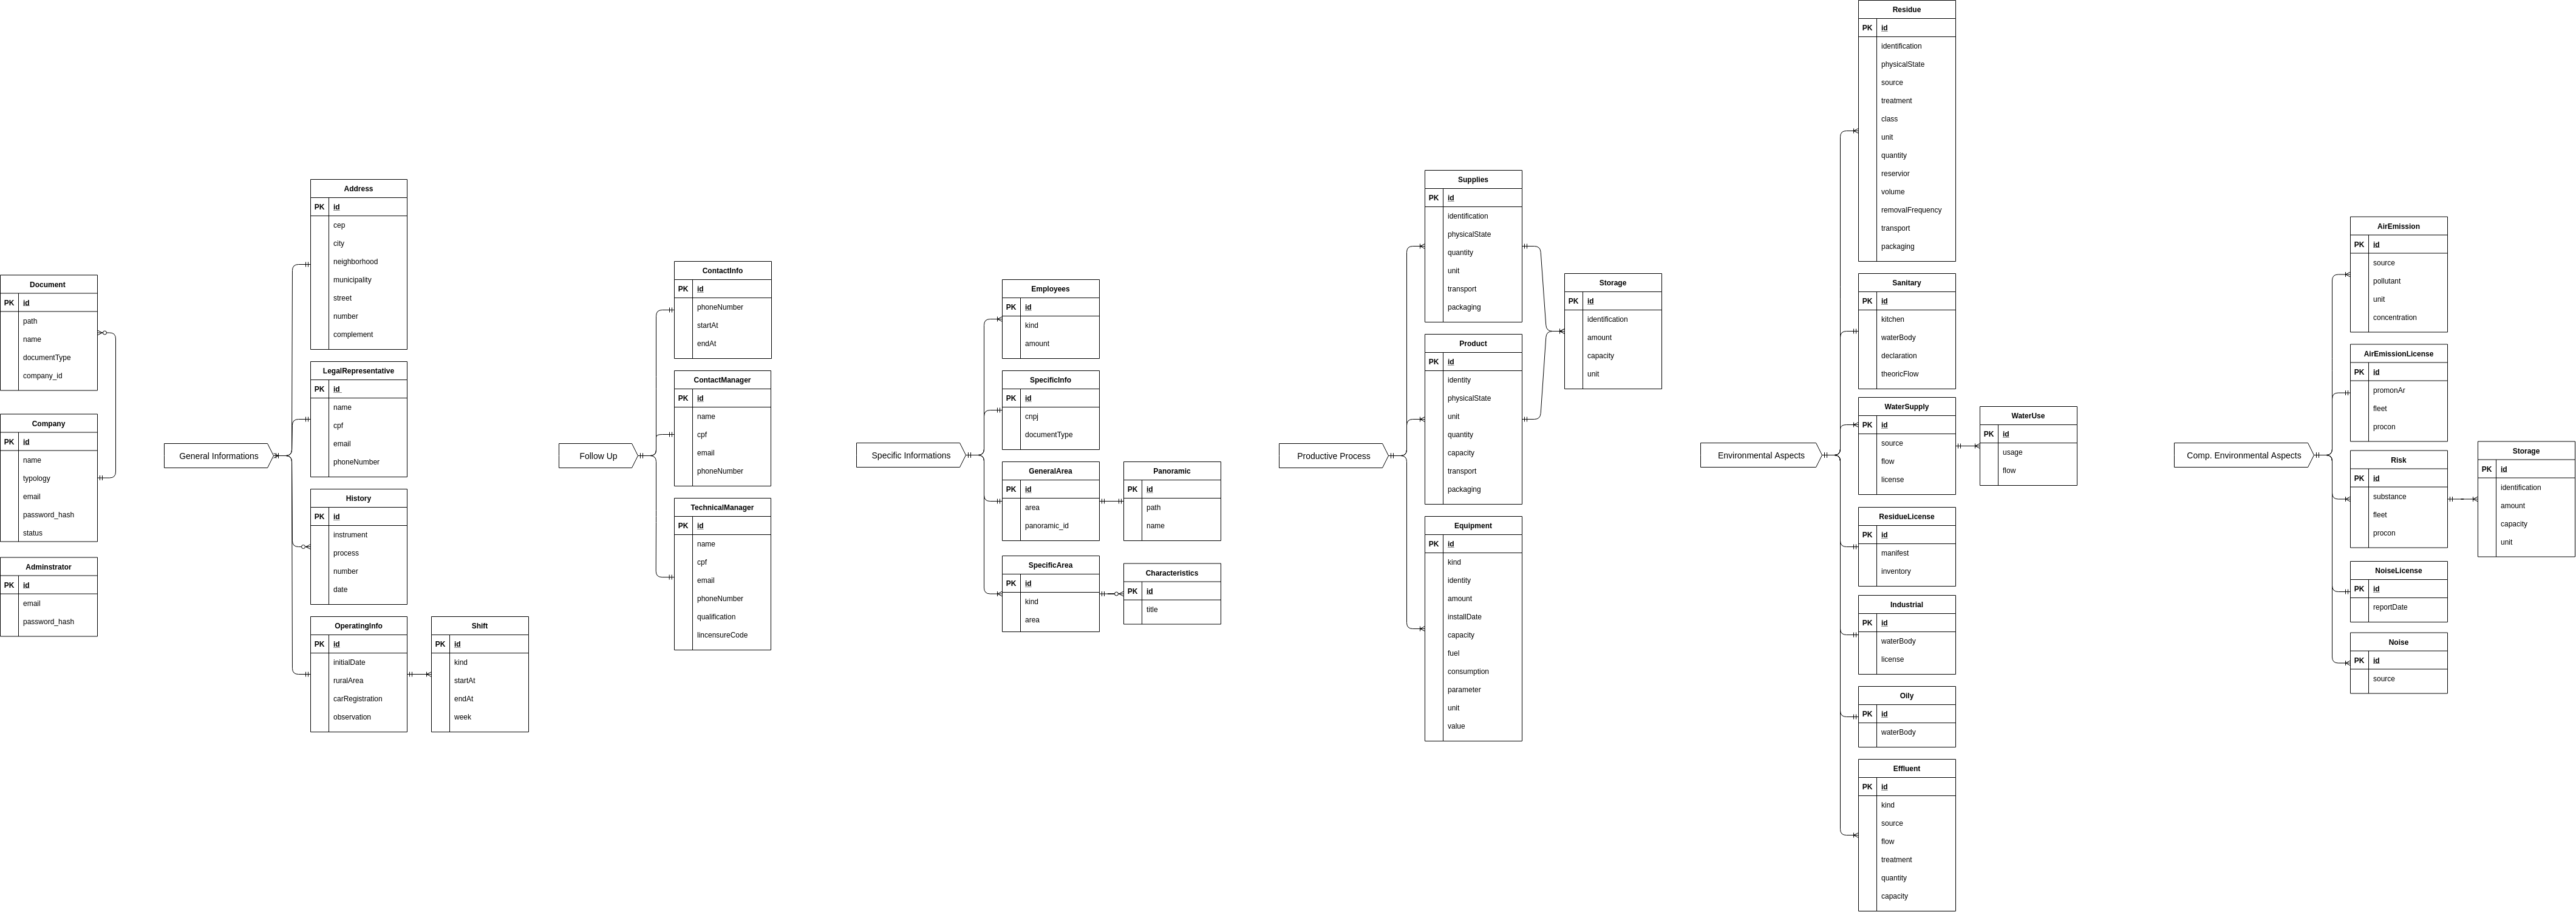 Document
PK id
path
name
documentType
company_id
Company
PK id
name
typology
email
password_hash
status
Adminstrator
PK id
email
password_hash
General Informations
Address
PK id
cep
city
neighborhood
municipality
street
number
complement
LegalRepresentative
PK id
name
cpf
email
phoneNumber
History
PK id
instrument
process
number
date
OperatingInfo
PK id
initialDate
ruralArea
carRegistration
observation
Shift
PK id
kind
startAt
endAt
week
Follow Up
ContactInfo
PK id
phoneNumber
startAt
endAt
ContactManager
PK id
name
cpf
email
phoneNumber
TechnicalManager
PK id
name
cpf
email
phoneNumber
qualification
lincensureCode
Specific Informations
Employees
PK id
kind
amount
SpecificInfo
PK id
cnpj
documentType
GeneralArea
PK id
area
panoramic_id
Panoramic
PK id
path
name
SpecificArea
PK id
kind
area
Characteristics
PK id
title
Productive Process
Supplies
PK id
identification
physicalState
quantity
unit
transport
packaging
Product
PK id
identity
physicalState
unit
quantity
capacity
transport
packaging
Equipment
PK id
kind
identity
amount
installDate
capacity
fuel
consumption
parameter
unit
value
Storage
PK id
identification
amount
capacity
unit
Environmental Aspects
Residue
PK id
identification
physicalState
source
treatment
class
unit
quantity
reservior
volume
removalFrequency
transport
packaging
Sanitary
PK id
kitchen
waterBody
declaration
theoricFlow
WaterSupply
PK id
source
flow
license
WaterUse
PK id
usage
flow
ResidueLicense
PK id
manifest
inventory
Industrial
PK id
waterBody
license
Oily
PK id
waterBody
Effluent
PK id
kind
source
flow
treatment
quantity
capacity
Comp. Environmental Aspects
AirEmission
PK id
source
pollutant
unit
concentration
AirEmissionLicense
PK id
promonAr
fleet
procon
Risk
PK id
substance
fleet
procon
Storage
PK id
identification
amount
capacity
unit
NoiseLicense
PK id
reportDate
Noise
PK id
source